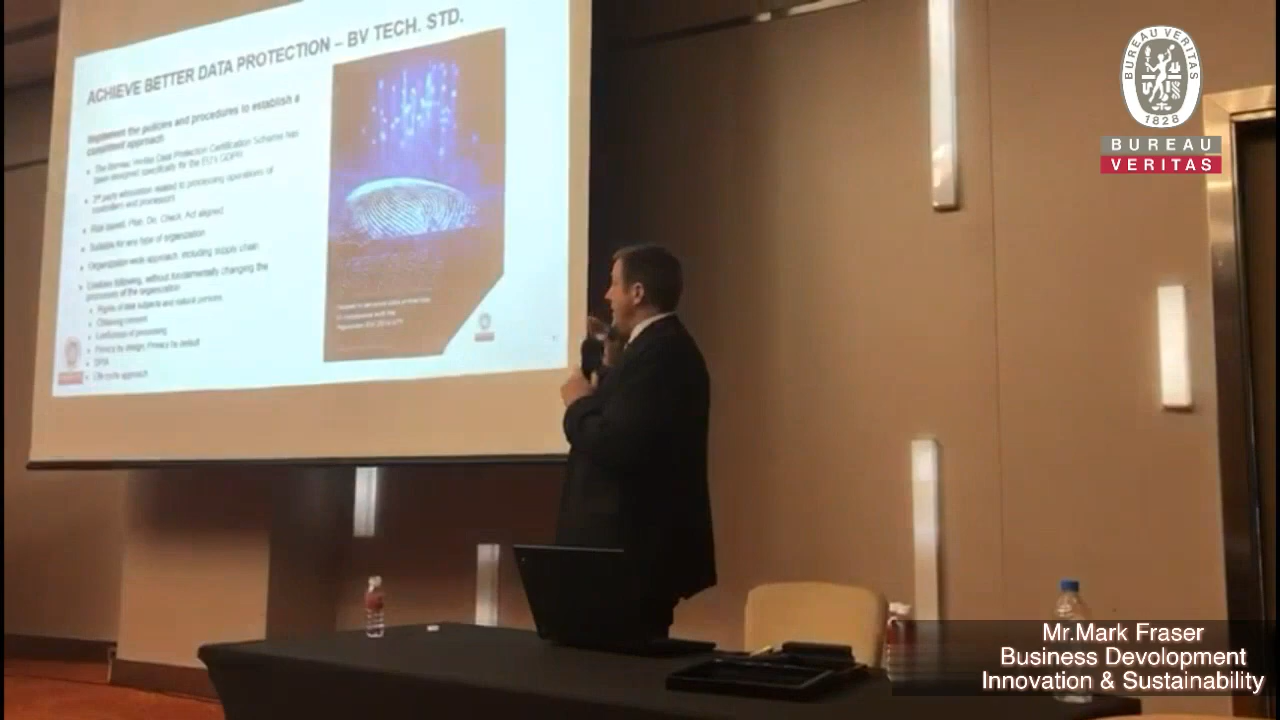 ACHIEVE BETTER DATA PROTECTION – BV TECH. STD.
Implement the policies and procedures to establish a
consistent approach
The Bureau Veritas Data Protection Certification Scheme has
been designed specifically for the EU's GDPR
3rd party attestation related to processing operations of
controllers and processors
Risk based, Plan, Do, Check, Act aligned
Suitable for any type of organization
Organization-wide approach, including supply chain
following, without fundamentally changing the
processes of the organization
Rights of data subjects and natural persons
Obtaining consent
Lawfulness of processing
Privacy by design, Privacy by default
DPIA
Life cycle approach
BUREAU VERITAS
1828
BUREAU
VERITAS
Mr.Mark Fraser
Business Devolopment
Innovation & Sustainability